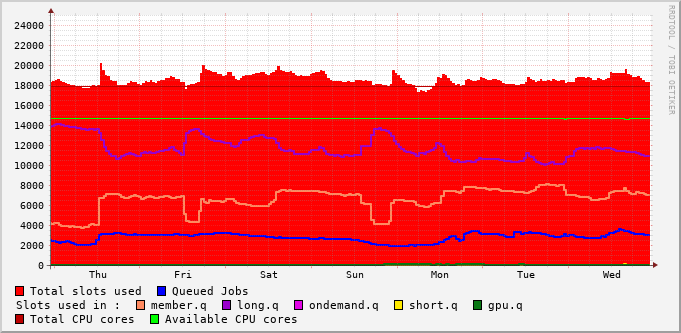 RRDTOOL / TOBI OETIKER
24000
22000
20000
18000
16000
14000
12000
10000
8000
6000
4000
2000
0
Thu Fri Sat Sun Mon Tue Wed
Total slots used Queued Jobs
Slots used in : member.q long.q ondemand.q short.q gpu.q
Total CPU cores Available CPU cores